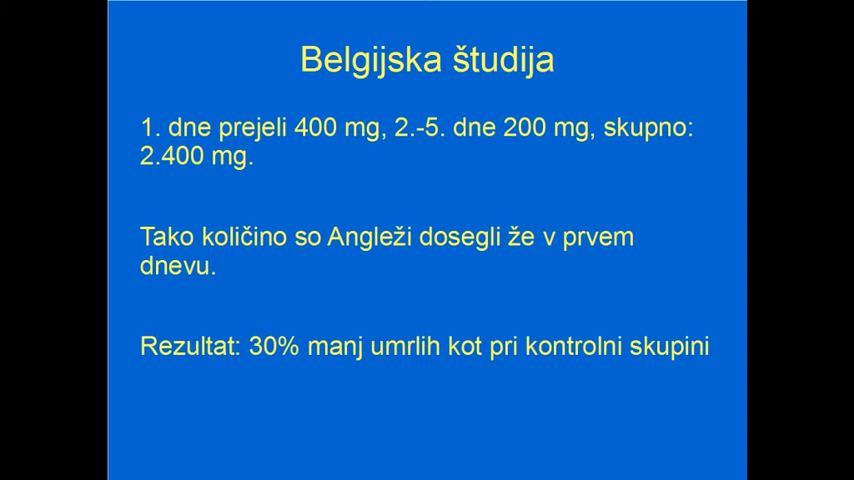 Belgijska študija
1. dne prejeli 400 mg, 2.-5. dne 200 mg, skupno:
2.400 mg.
Tako količino so Angleži dosegli že v prvem
dnevu.
Rezultat: 30% manj umrlih kot pri kontrolni skupini